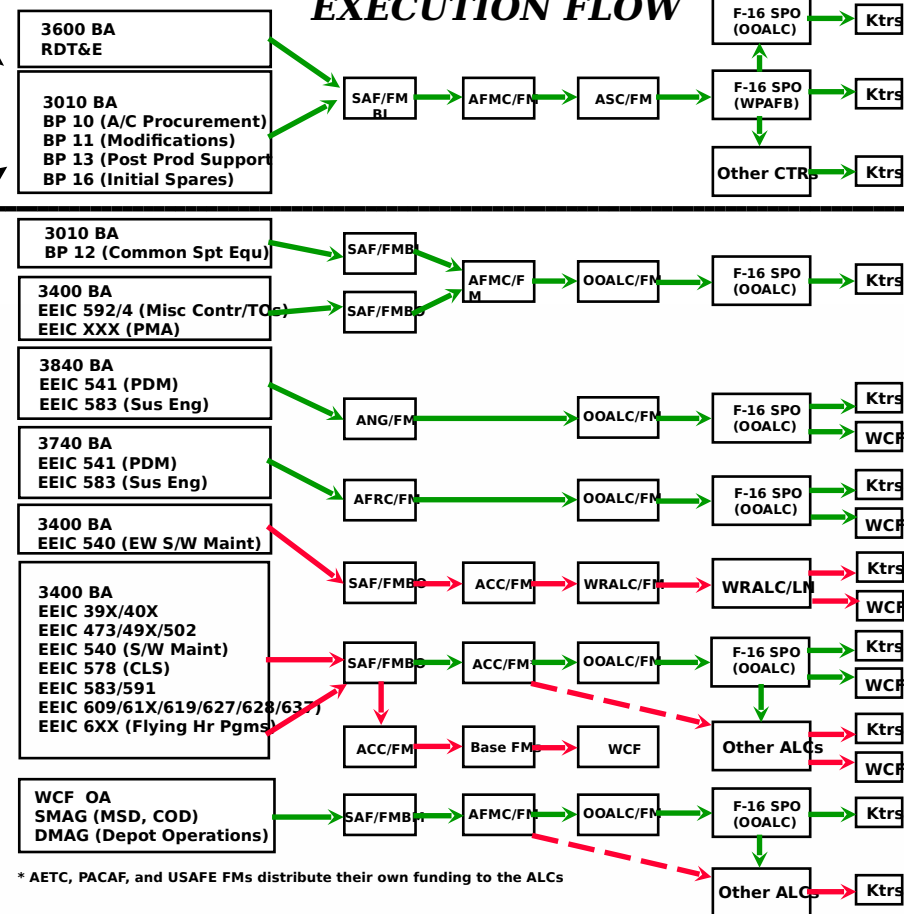 EXECUTION FLOW
3600 BA
RDT&E
3010 BA
BP 10 (A/C Procurement)
BP 11 (Modifications)
BP 13 (Post Prod Support
BP 16 (Initial Spares)
SAF/FM
BI
AFMC/FM
ASC/FM
F-16 SPO
(OOALC)
Ktrs
F-16 SPO
(WPAFB)
Ktrs
Other CTRs
Ktrs
3010 BA
BP 12 (Common Spt Equ)
SAF/FMBI
3400 BA
EEIC 592/4 (Misc Contr/TOs)
EEIC XXX (PMA)
SAF/FMBO
AFMC/F
M
OOALC/FM
F-16 SPO
(OOALC)
Ktrs
3840 BA
EEIC 541 (PDM)
EEIC 583 (Sus Eng)
ANG/FM
OOALC/FM
F-16 SPO
(OOALC)
Ktrs
WCF
3740 BA
EEIC 541 (PDM)
EEIC 583 (Sus Eng)
AFRC/FM
OOALC/FM
F-16 SPO
(OOALC)
Ktrs
WCF
3400 BA
EEIC 540 (EW S/W Maint)
SAF/FMBO
ACC/FM
WRALC/FM
WRALC/LN
Ktrs
WCF
3400 BA
EEIC 39X/40X
EEIC 473/49X/502
EEIC 540 (S/W Maint)
EEIC 578 (CLS)
EEIC 583/591
EEIC 609/61X/619/627/628/637)
EEIC 6XX (Flying Hr Pgms)
SAF/FMBO
ACC/FM*
OOALC/FM
F-16 SPO
(OOALC)
Ktrs
WCF
ACC/FM
Base FMs
WCF
Other ALCs
Ktrs
WCF
WCF  OA
SMAG (MSD, COD)
DMAG (Depot Operations)
SAF/FMBM
AFMC/FM
OOALC/FM
F-16 SPO
(OOALC)
Ktrs
Other ALCs
Ktrs
* AETC, PACAF, and USAFE FMs distribute their own funding to the ALCs